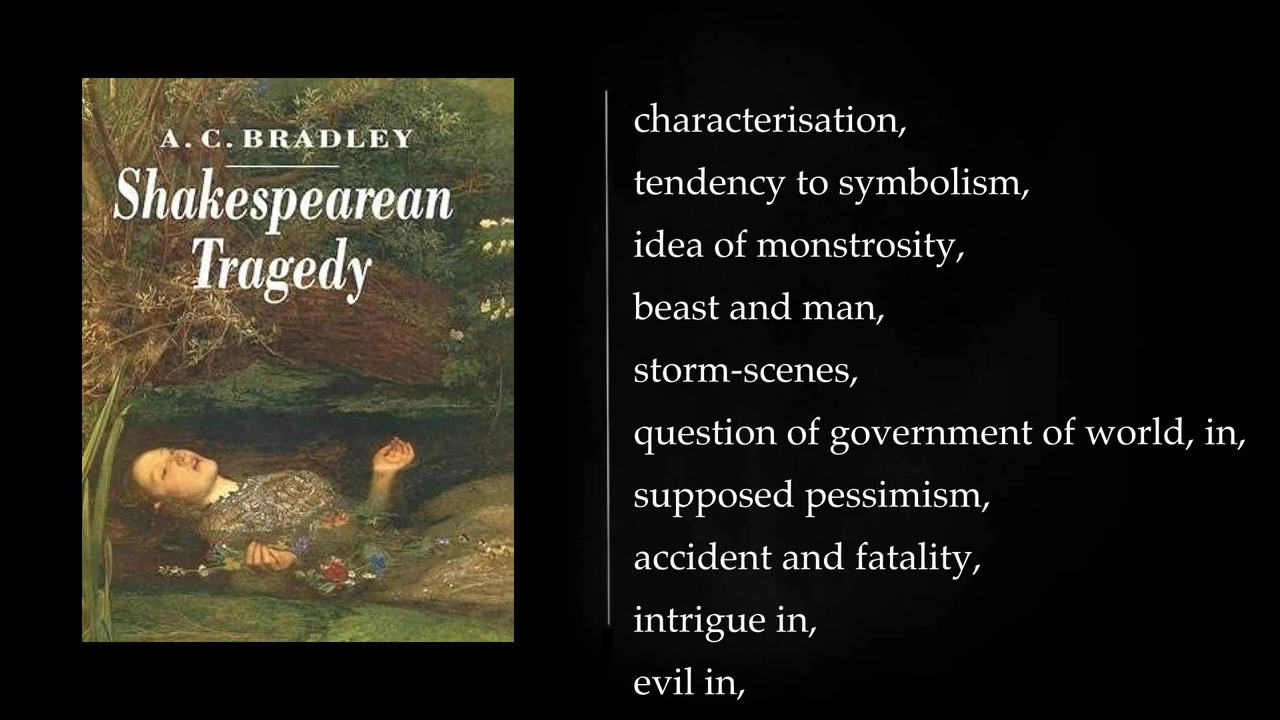 A. C. BRADLEY
Shakespearean
Tragedy
characterisation,
tendency to symbolism,
idea of monstrosity,
beast and man,
storm-scenes,
question of government of world, in,
supposed pessimism,
accident and fatality,
intrigue in,
evil in,